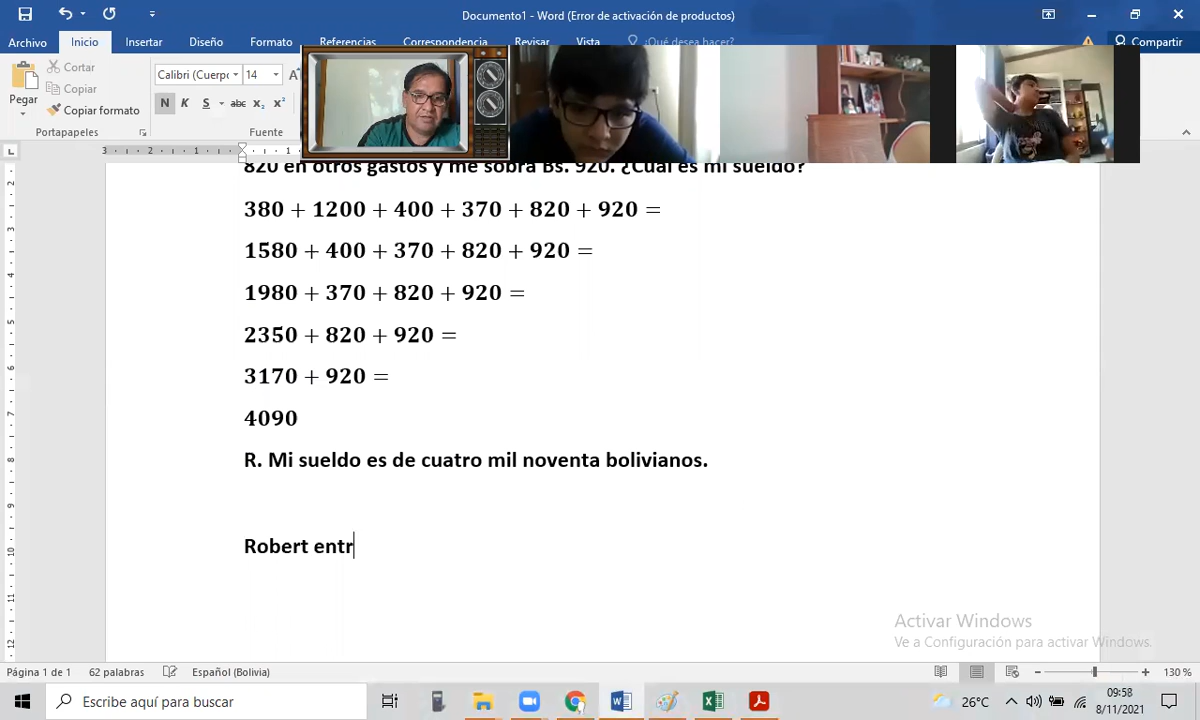 Documento1 - Word (Error de activación de productos)
Archivo Inicio Insertar Diseño Formato Referencias Correspondencia Revisar Vista ¿Qué desea hacer? Compartir
Pegar
Cortar
Copiar
Copiar formato
Portapapeles
Calibri (Cuerpo 14
N K S abc x₂ x²
Fuente
3 2 1 1
820 en otros gastos y me sobra Bs. 920. ¿Cuál es mi sueldo?
380 + 1200 + 400 + 370 + 820 + 920 =
1580 + 400 + 370 + 820 + 920 =
1980 + 370 + 820 + 920 =
2350 + 820 + 920 =
3170 + 920 =
4090
R. Mi sueldo es de cuatro mil noventa bolivianos.
Robert entr
Activar Windows
Ve a Configuración para activar Windows.
Página 1 de 1 62 palabras Español (Bolivia) 130 %
Escribe aquí para buscar
26°C
09:58
8/11/2021